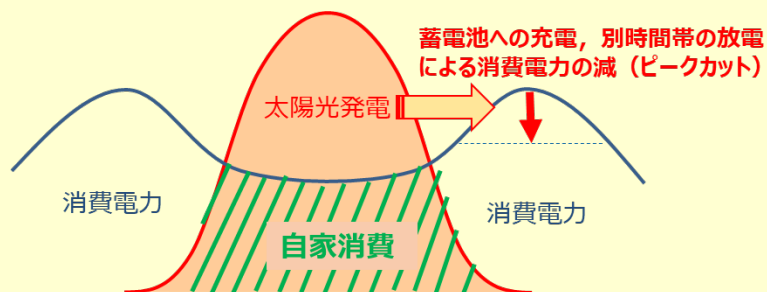 蓄電池への充電，別時間帯の放電
による消費電力の減（ピークカット）
太陽光発電
消費電力
消費電力
自家消費